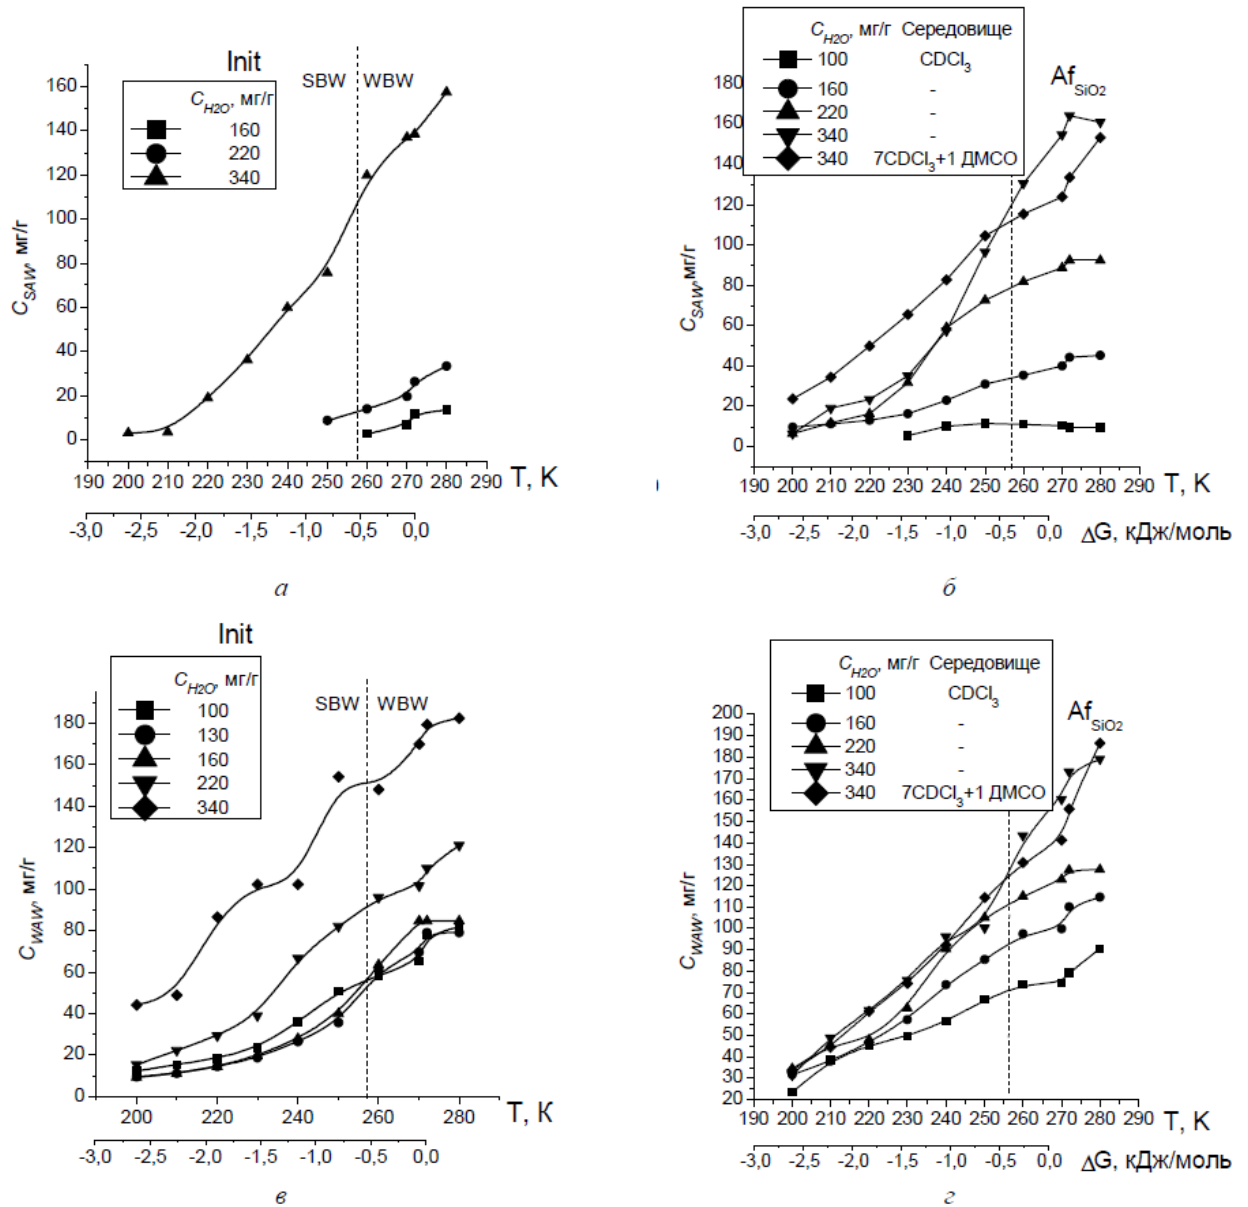 Init
SBW WBW
C_H2O, мг/г
160
220
340
C_SAW, мг/г
160
140
120
100
80
60
40
20
0
190 200 210 220 230 240 250 260 270 280 290 T, K
-3,0 -2,5 -2,0 -1,5 -1,0 -0,5 0,0
а
C_H2O, мг/г Середовище
100 CDCl3
160 -
220 -
340 -
340 7CDCl3+1 ДМСО
Af_SiO2
C_SAW, мг/г
180
160
140
120
100
80
60
40
20
0
190 200 210 220 230 240 250 260 270 280 290 T, K
-3,0 -2,5 -2,0 -1,5 -1,0 -0,5 0,0 ΔG, кДж/моль
б
Init
SBW WBW
C_H2O, мг/г
100
130
160
220
340
C_WAW, мг/г
180
160
140
120
100
80
60
40
20
0
200 220 240 260 280 T, К
-3,0 -2,5 -2,0 -1,5 -1,0 -0,5 0,0
в
C_H2O, мг/г Середовище
100 CDCl3
160 -
220 -
340 -
340 7CDCl3+1 ДМСО
Af_SiO2
C_WAW, мг/г
200
190
180
170
160
150
140
130
120
110
100
90
80
70
60
50
40
30
20
190 200 210 220 230 240 250 260 270 280 290 T, K
-3,0 -2,5 -2,0 -1,5 -1,0 -0,5 0,0 ΔG, кДж/моль
г